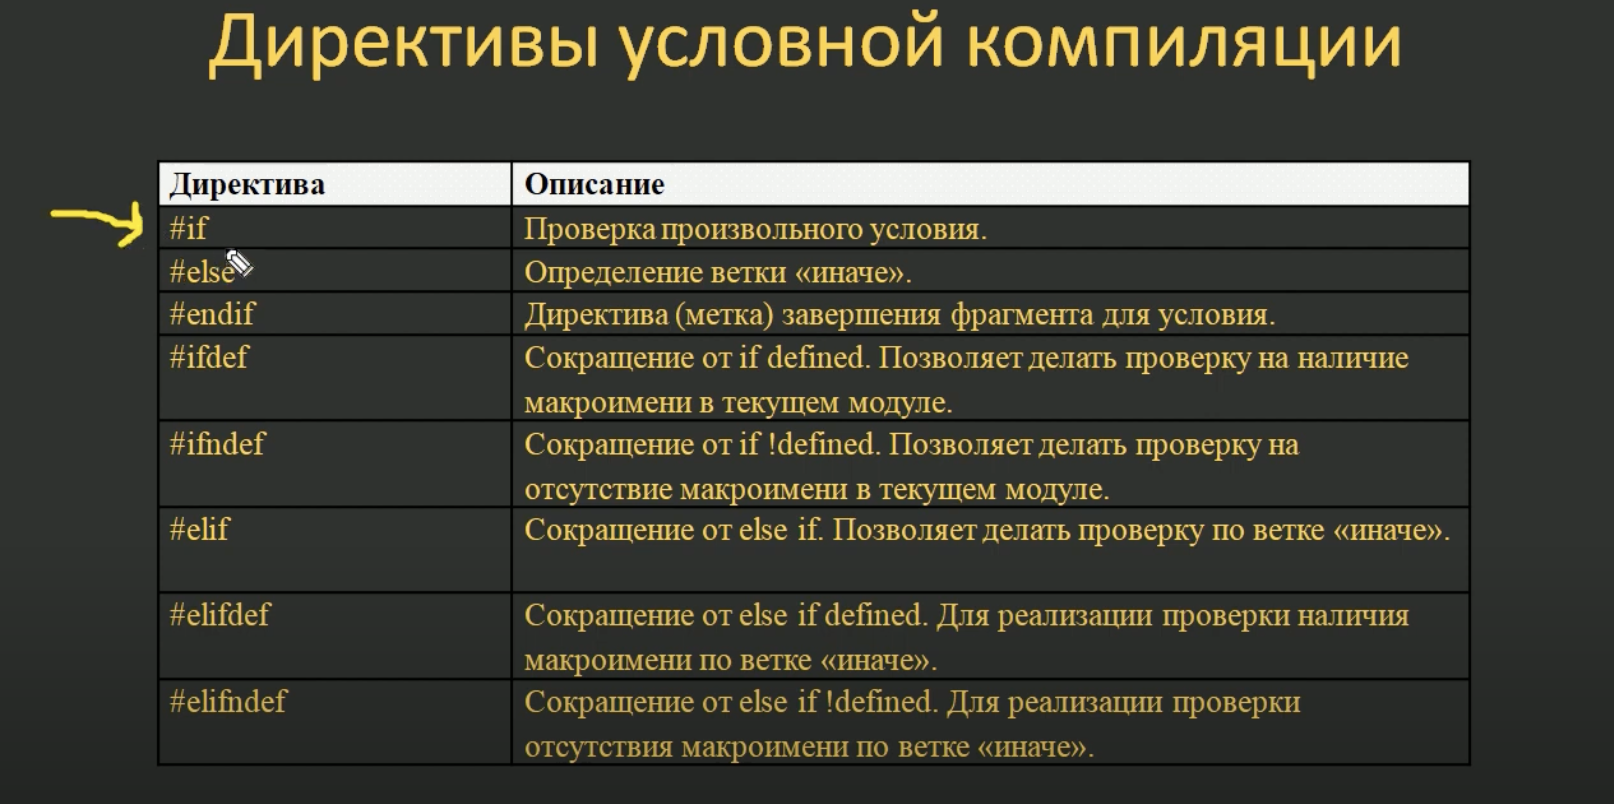 Директивы условной компиляции
Директива Описание
#if Проверка произвольного условия.
#else Определение ветки «иначе».
#endif Директива (метка) завершения фрагмента для условия.
#ifdef Сокращение от if defined. Позволяет делать проверку на наличие
макроимени в текущем модуле.
#ifndef Сокращение от if !defined. Позволяет делать проверку на
отсутствие макроимени в текущем модуле.
#elif Сокращение от else if. Позволяет делать проверку по ветке «иначе».
#elifdef Сокращение от else if defined. Для реализации проверки наличия
макроимени по ветке «иначе».
#elifndef Сокращение от else if !defined. Для реализации проверки
отсутствия макроимени по ветке «иначе».